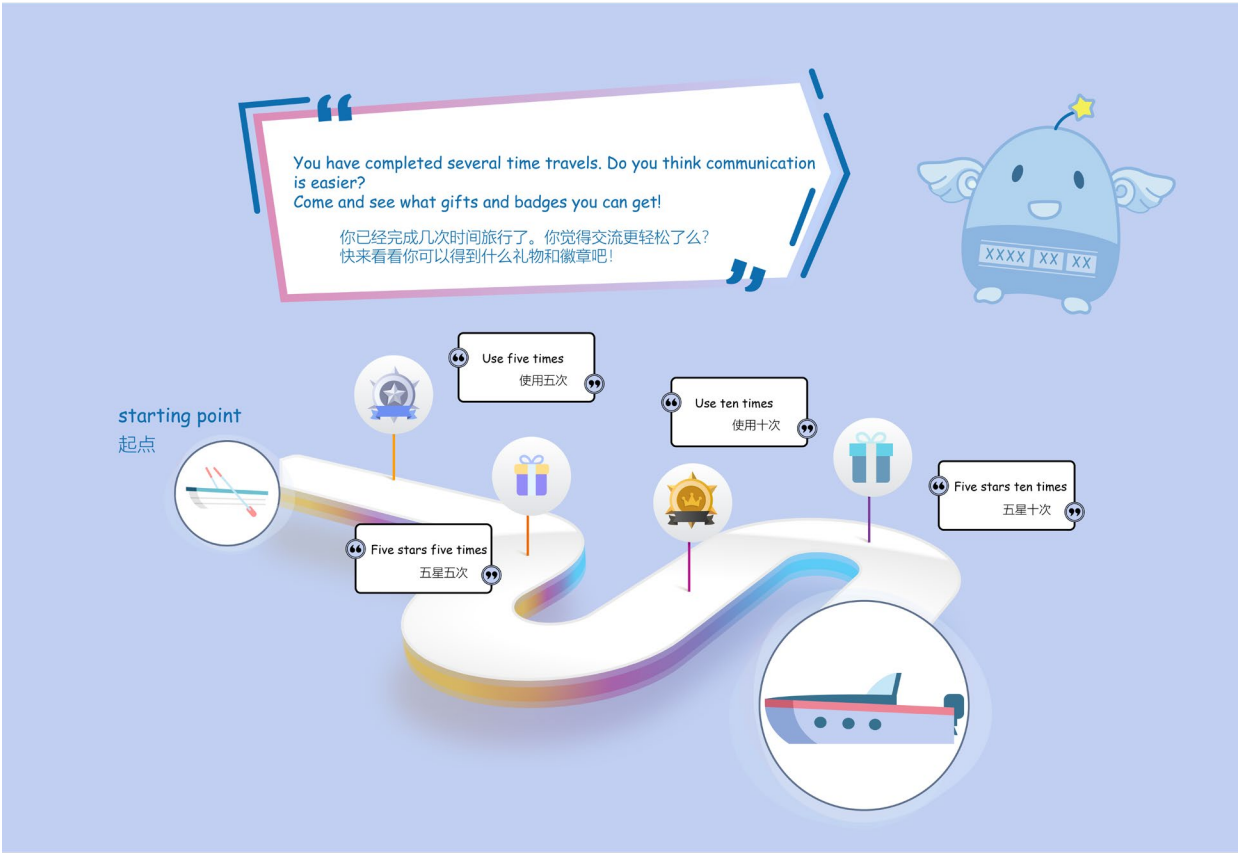 You have completed several time travels. Do you think communication
is easier?
Come and see what gifts and badges you can get!
你已经完成几次时间旅行了。你觉得交流更轻松了么?
快来看看你可以得到什么礼物和徽章吧!
XXXX XX XX
Use five times
使用五次
Use ten times
使用十次
starting point
起点
Five stars ten times
五星十次
Five stars five times
五星五次